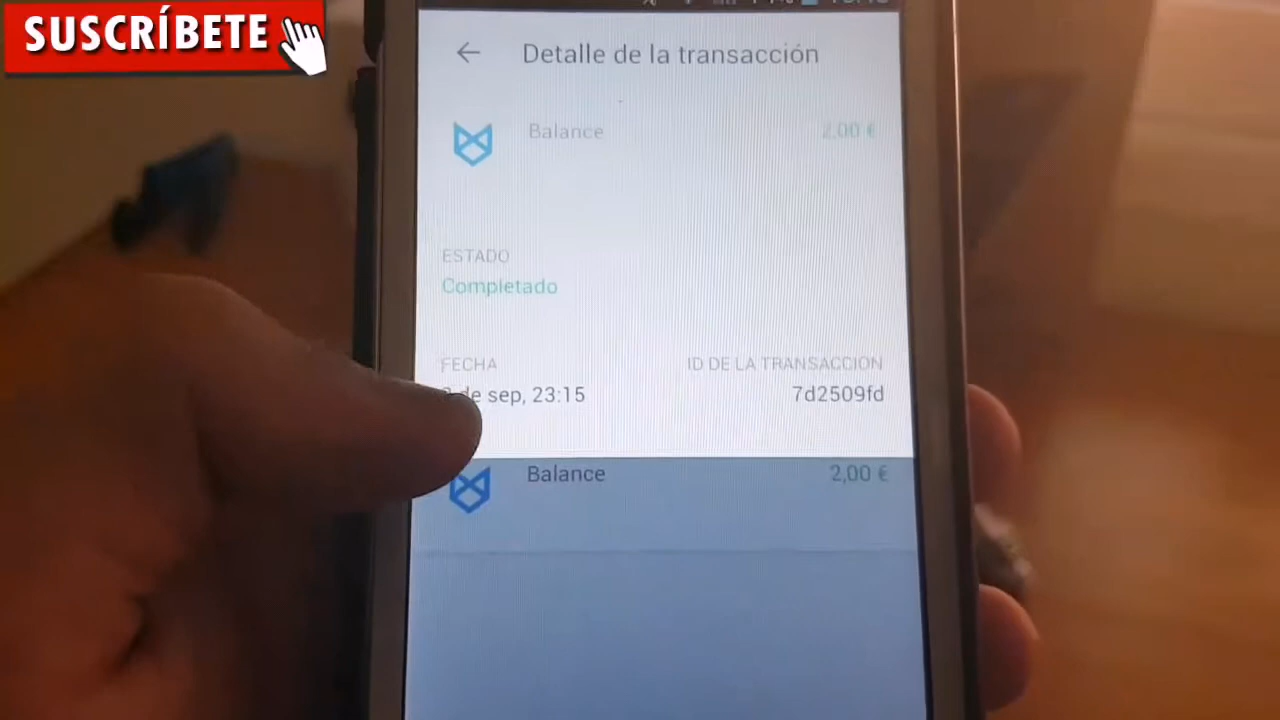 SUSCRÍBETE
Detalle de la transacción
Balance 2,00 €
ESTADO
Completado
FECHA ID DE LA TRANSACCION
de sep, 23:15 7d2509fd
Balance 2,00 €